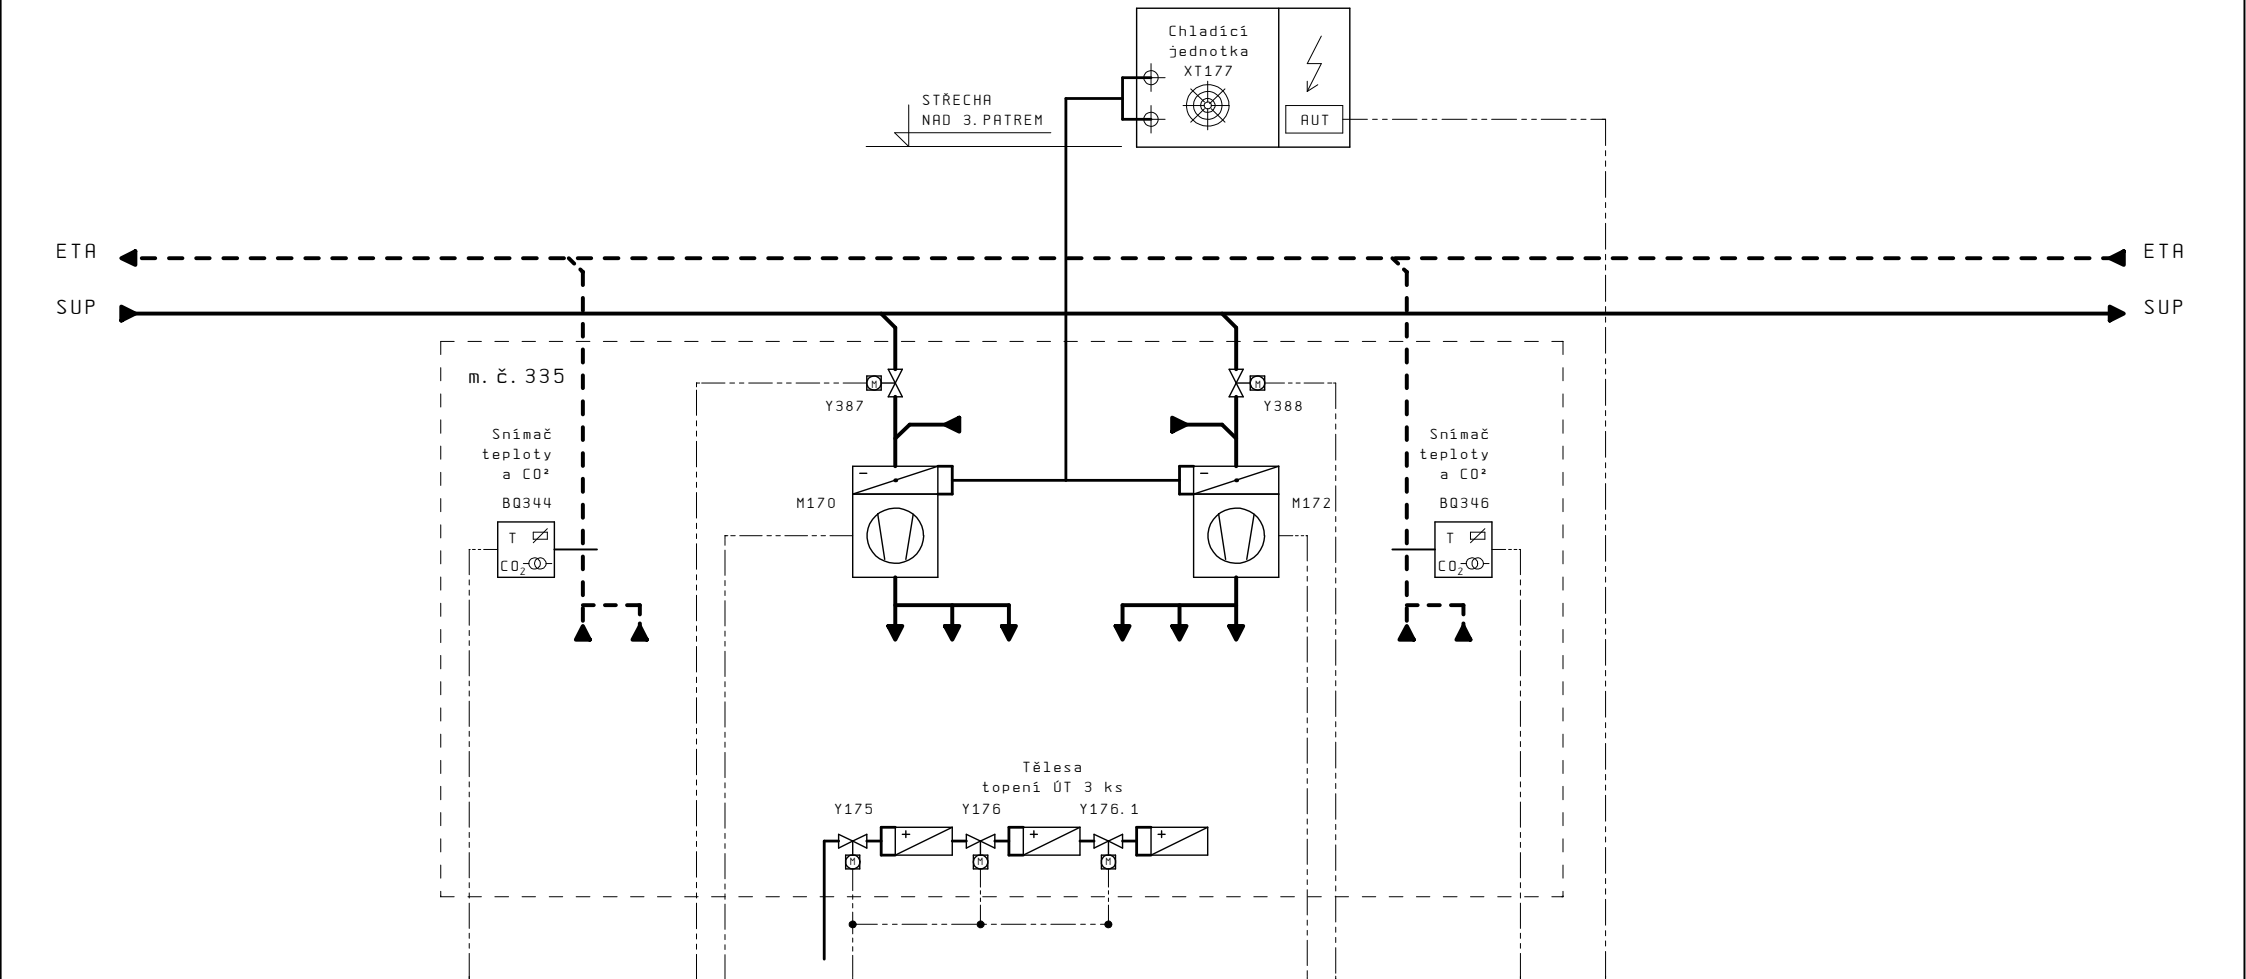 Chladící
jednotka
XT177
AUT
STŘECHA
NAD 3.PATREM
ETA
ETA
SUP
SUP
m.č.335
M
Y387
M
Y388
Snímač
teploty
a CO²
BQ344
T
CO₂
M170
M172
Snímač
teploty
a CO²
BQ346
T
CO₂
Tělesa
topení ÚT 3 ks
Y175
Y176
Y176.1
+
+
+
M
M
M